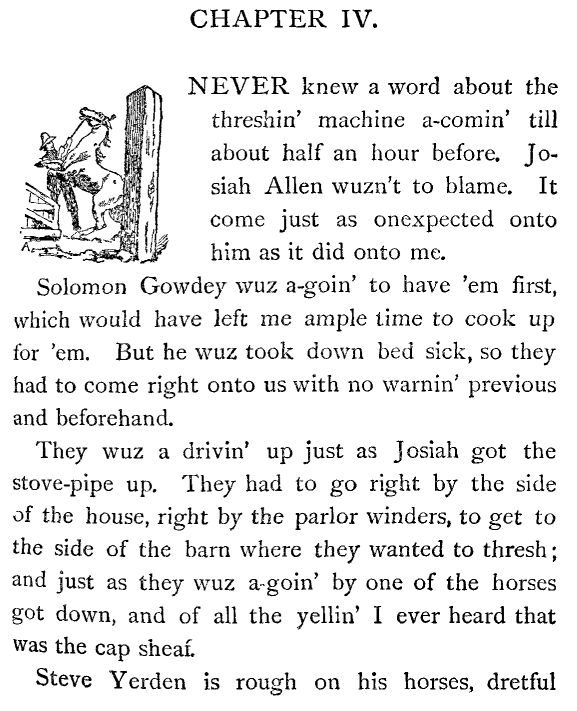 CHAPTER IV.
I NEVER knew a word about the
threshin' machine a-comin' till
about half an hour before. Jo-
siah Allen wuzn't to blame. It
come just as onexpected onto
him as it did onto me.
Solomon Gowdey wuz a-goin' to have 'em first,
which would have left me ample time to cook up
for 'em. But he wuz took down bed sick, so they
had to come right onto us with no warnin' previous
and beforehand.
They wuz a drivin' up just as Josiah got the
stove-pipe up. They had to go right by the side
of the house, right by the parlor winders, to get to
the side of the barn where they wanted to thresh;
and just as they wuz a-goin' by one of the horses
got down, and of all the yellin' I ever heard that
was the cap sheaf.
Steve Yerden is rough on his horses, dretful